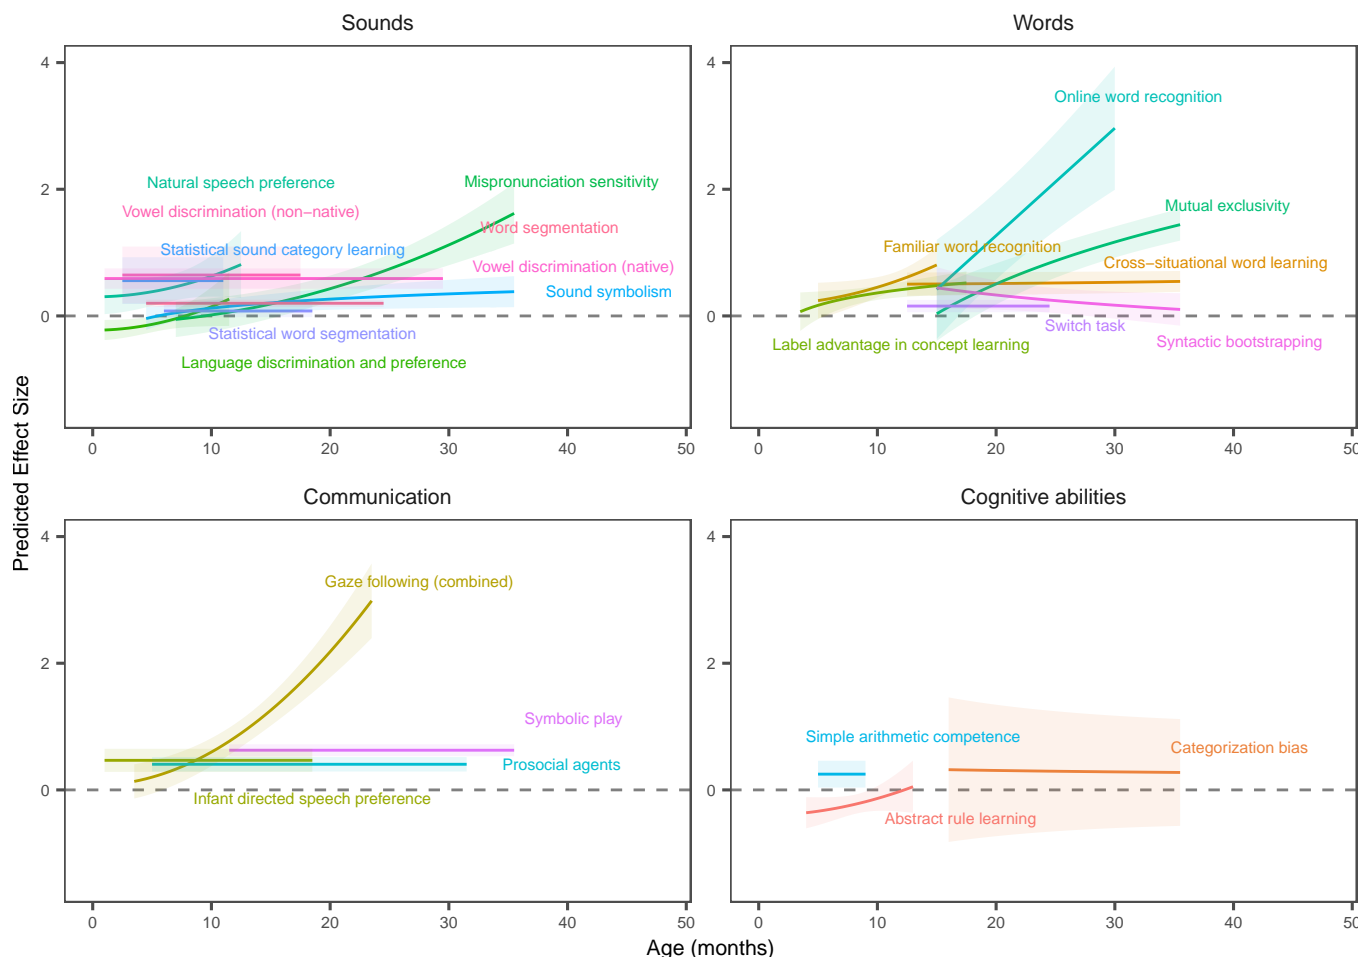 Sounds
Words
4
2
0
Natural speech preference
Mispronunciation sensitivity
Vowel discrimination (non−native)
Word segmentation
Statistical sound category learning
Vowel discrimination (native)
Sound symbolism
Statistical word segmentation
Language discrimination and preference
0 10 20 30 40 50
4
2
0
Online word recognition
Mutual exclusivity
Familiar word recognition
Cross−situational word learning
Switch task
Label advantage in concept learning
Syntactic bootstrapping
0 10 20 30 40 50
Predicted Effect Size
Communication
Cognitive abilities
4
2
0
Gaze following (combined)
Symbolic play
Prosocial agents
Infant directed speech preference
0 10 20 30 40 50
4
2
0
Simple arithmetic competence
Categorization bias
Abstract rule learning
0 10 20 30 40 50
Age (months)